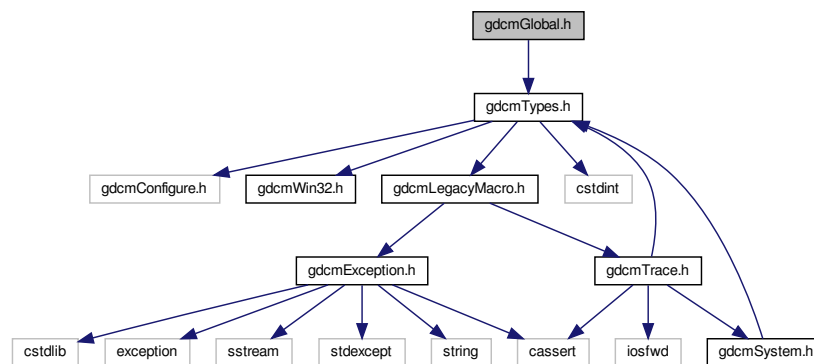 gdcmGlobal.h
gdcmTypes.h
gdcmConfigure.h
gdcmWin32.h
gdcmLegacyMacro.h
cstdint
gdcmException.h
gdcmTrace.h
cstdlib
exception
sstream
stdexcept
string
cassert
iosfwd
gdcmSystem.h